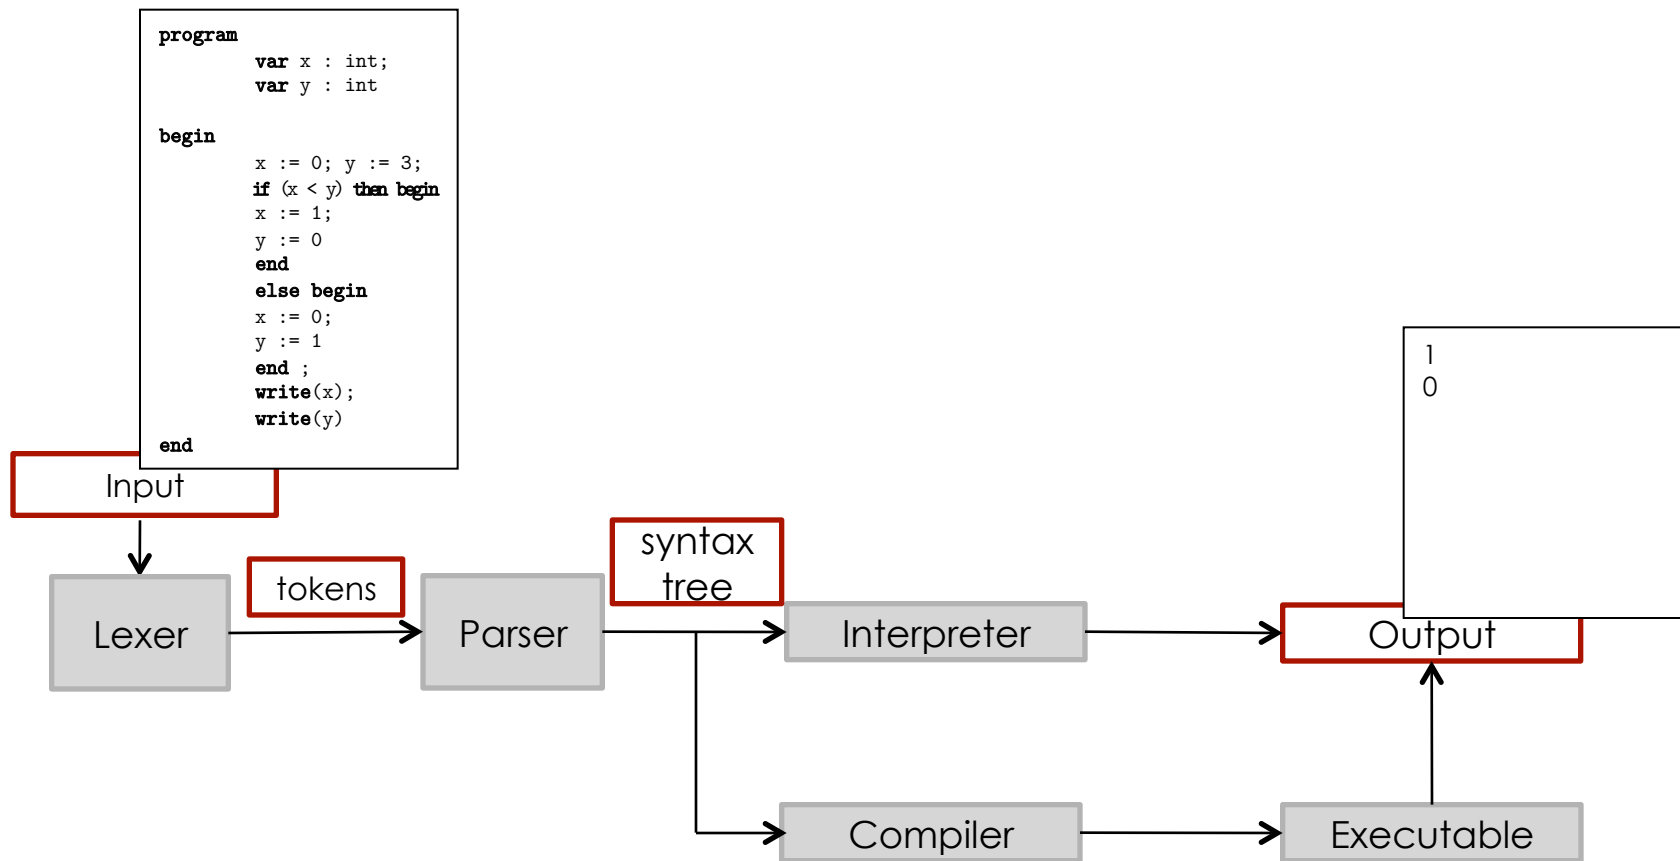 program
var x : int;
var y : int
begin
x := 0; y := 3;
if (x < y) then begin
x := 1;
y := 0
end
else begin
x := 0;
y := 1
end ;
write(x);
write(y)
end
Input
1
0
syntax
tree
tokens
Lexer
Parser
Interpreter
Output
Compiler
Executable